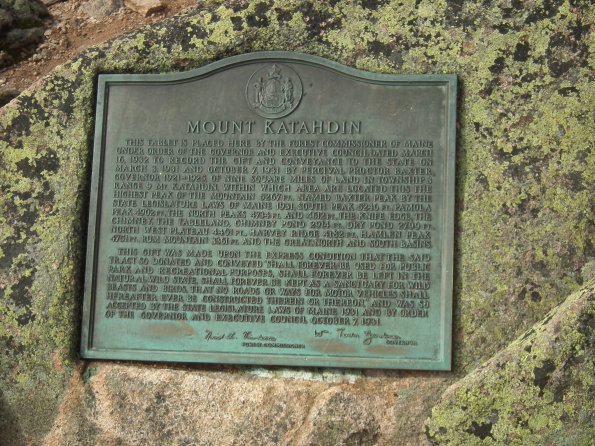 MOUNT KATAHDIN
THIS TABLET IS PLACED HERE BY THE FOREST COMMISSIONER OF MAINE
UNDER ORDER OF THE GOVERNOR AND EXECUTIVE COUNCIL DATED MARCH
16, 1932 TO RECORD THE GIFT AND CONVEYANCE TO THE STATE ON
MARCH 3, 1931 AND OCTOBER 7, 1931 BY PERCIVAL PROCTOR BAXTER,
GOVERNOR 1921-1925, OF NINE SQUARE MILES OF LAND IN TOWNSHIP 3
RANGE 9 MT. KATAHDIN, WITHIN WHICH AREA ARE LOCATED THIS THE
HIGHEST PEAK OF THE MOUNTAIN 5267 FT. NAMED BAXTER PEAK BY THE
STATE LEGISLATURE LAWS OF MAINE 1931, SOUTH PEAK 5240 FT. PAMOLA
PEAK 4902 FT. THE NORTH PEAKS 4734 FT. AND 4612 FT. THE KNIFE EDGE, THE
CHIMNEY, THE TABLELAND, CHIMNEY POND 2914 FT. DRY POND 2790 FT.
NORTH WEST PLATEAU 4401 FT. HARVEY RIDGE 4182 FT. HAMLIN PEAK
4751 FT. RUM MOUNTAIN 3361 FT. AND THE GREAT NORTH AND SOUTH BASINS.
THIS GIFT WAS MADE UPON THE EXPRESS CONDITION THAT THE SAID
TRACT SO DONATED AND CONVEYED "SHALL FOREVER BE USED FOR PUBLIC
PARK AND RECREATIONAL PURPOSES, SHALL FOREVER BE LEFT IN THE
NATURAL WILD STATE, SHALL FOREVER BE KEPT AS A SANCTUARY FOR WILD
BEASTS AND BIRDS, THAT NO ROADS OR WAYS FOR MOTOR VEHICLES SHALL
HEREAFTER EVER BE CONSTRUCTED THEREIN OR THEREON," AND WAS SO
ACCEPTED BY THE STATE LEGISLATURE LAWS OF MAINE 1931 AND BY ORDER
OF THE GOVERNOR AND EXECUTIVE COUNCIL OCTOBER 7, 1931.
Wm Tudor Gardiner
FOREST COMMISSIONER GOVERNOR